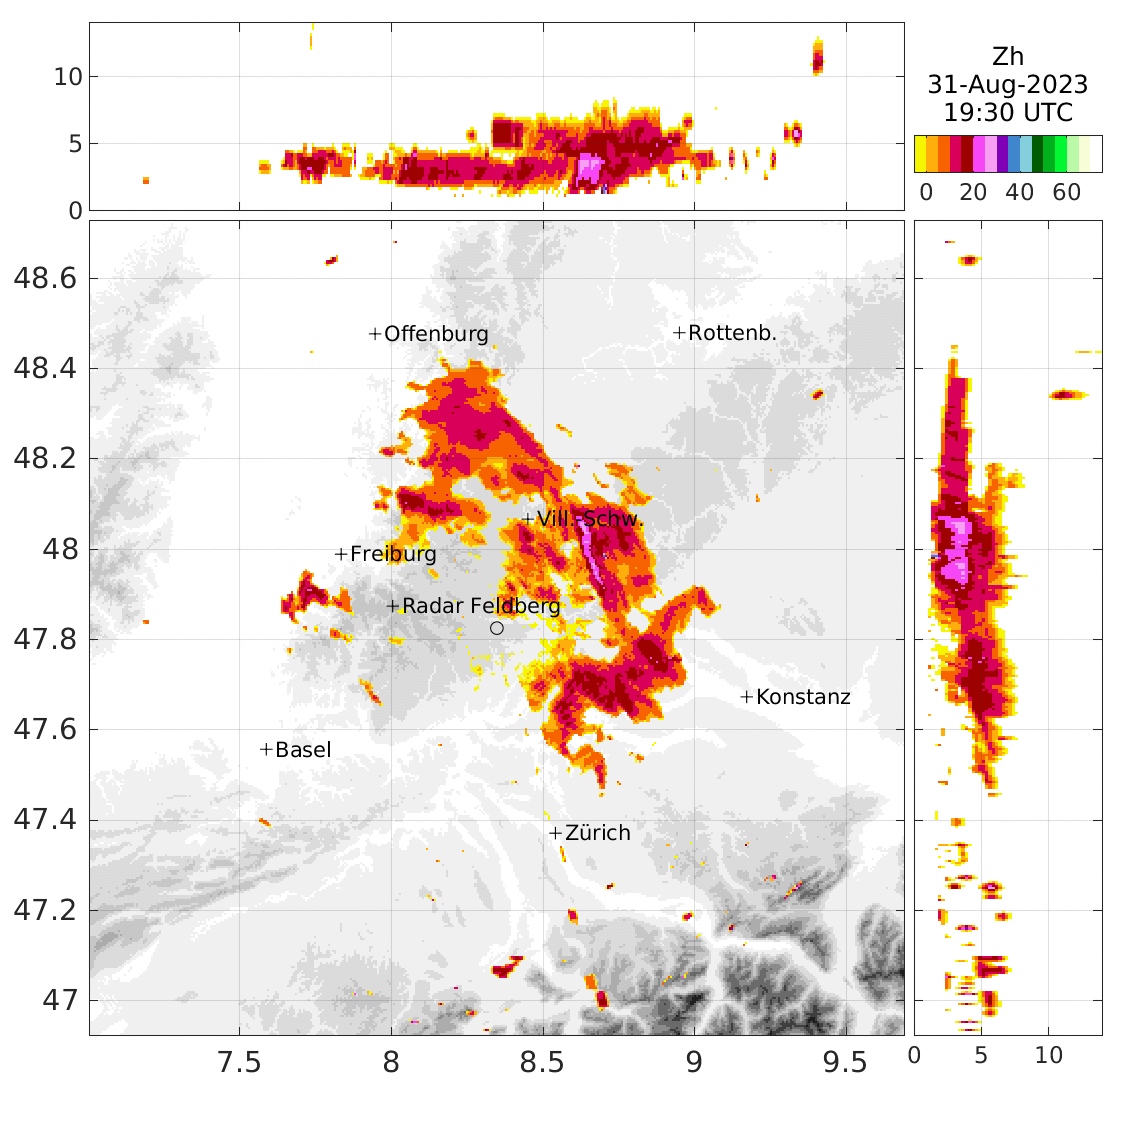 Zh
31-Aug-2023
19:30 UTC
0 20 40 60
10
5
0
48.6
48.4
48.2
48
47.8
47.6
47.4
47.2
47
Offenburg
Rottenb.
Vill.-Schw.
Freiburg
Radar Feldberg
Konstanz
Basel
Zürich
7.5 8 8.5 9 9.5
0 5 10